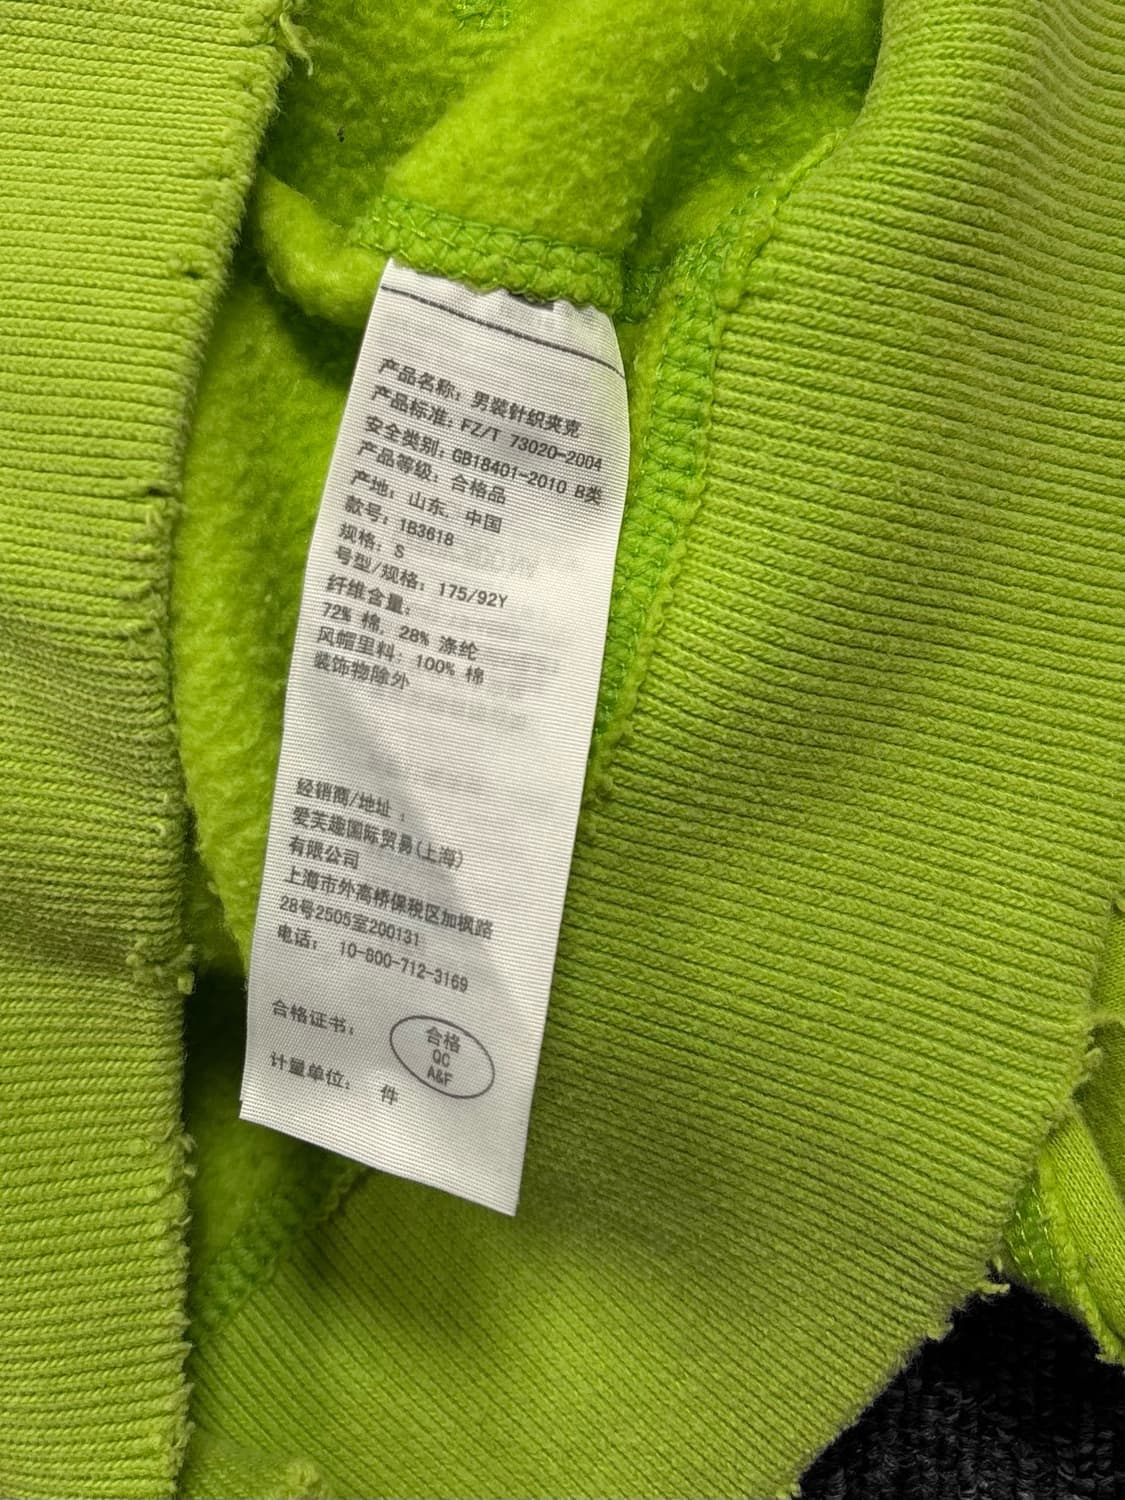 产品名称：男装针织夹克
产品标准：FZ/T 73020-2004
安全类别：GB18401-2010 B类
产品等级：合格品
产地：山东，中国
款号：1B3618
规格：S
号型/规格：175/92Y
纤维含量：
72% 棉，28% 涤纶
风帽里料：100% 棉
装饰物除外
经销商/地址：
爱芙趣国际贸易(上海)
有限公司
上海市外高桥保税区加枫路
28号2505室200131
电话： 10-800-712-3169
合格证书：
合格
QC
A&F
计量单位： 件